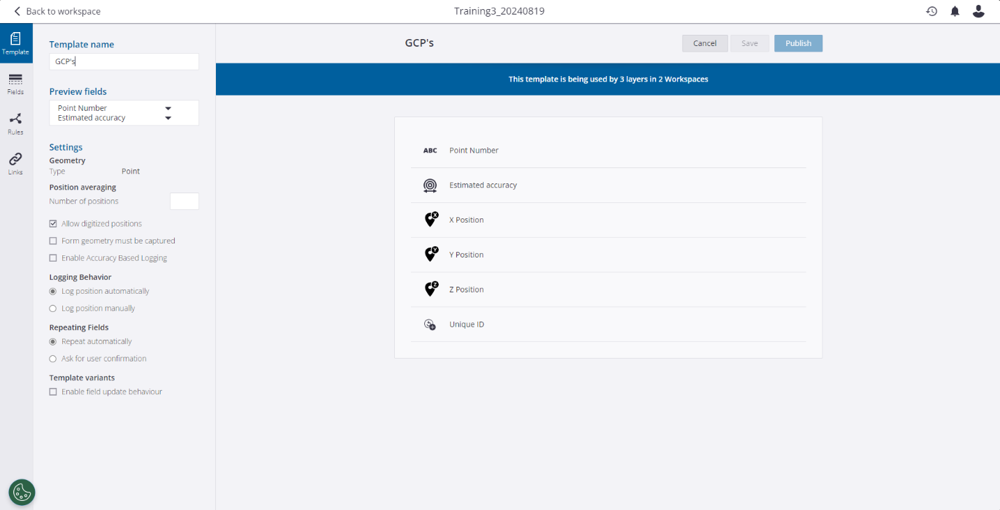 Back to workspace
Training3_20240819
Template
Fields
Rules
Links
Template name
GCP's
Preview fields
Point Number
Estimated accuracy
Settings
Geometry
Type Point
Position averaging
Number of positions
Allow digitized positions
Form geometry must be captured
Enable Accuracy Based Logging
Logging Behavior
Log position automatically
Log position manually
Repeating Fields
Repeat automatically
Ask for user confirmation
Template variants
Enable field update behaviour
GCP's
Cancel Save Publish
This template is being used by 3 layers in 2 Workspaces
ABC Point Number
Estimated accuracy
X X Position
Y Y Position
Z Z Position
Unique ID